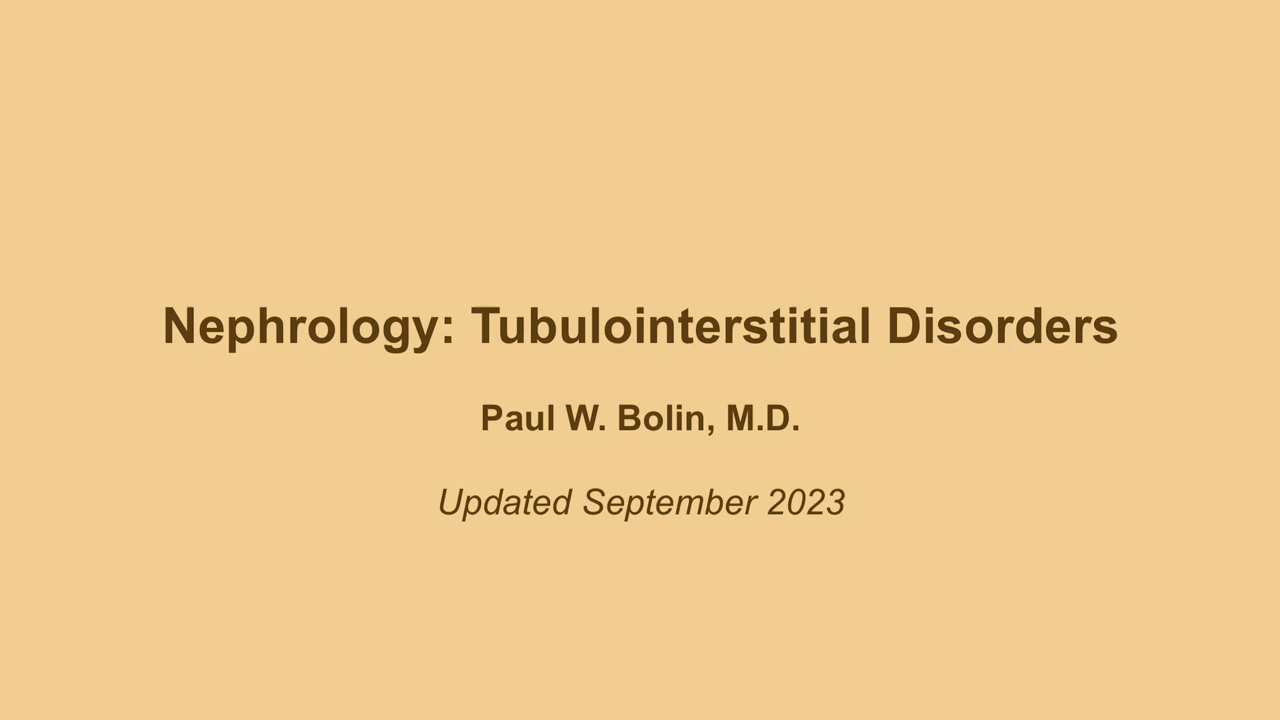 Nephrology: Tubulointerstitial Disorders
Paul W. Bolin, M.D.
Updated September 2023